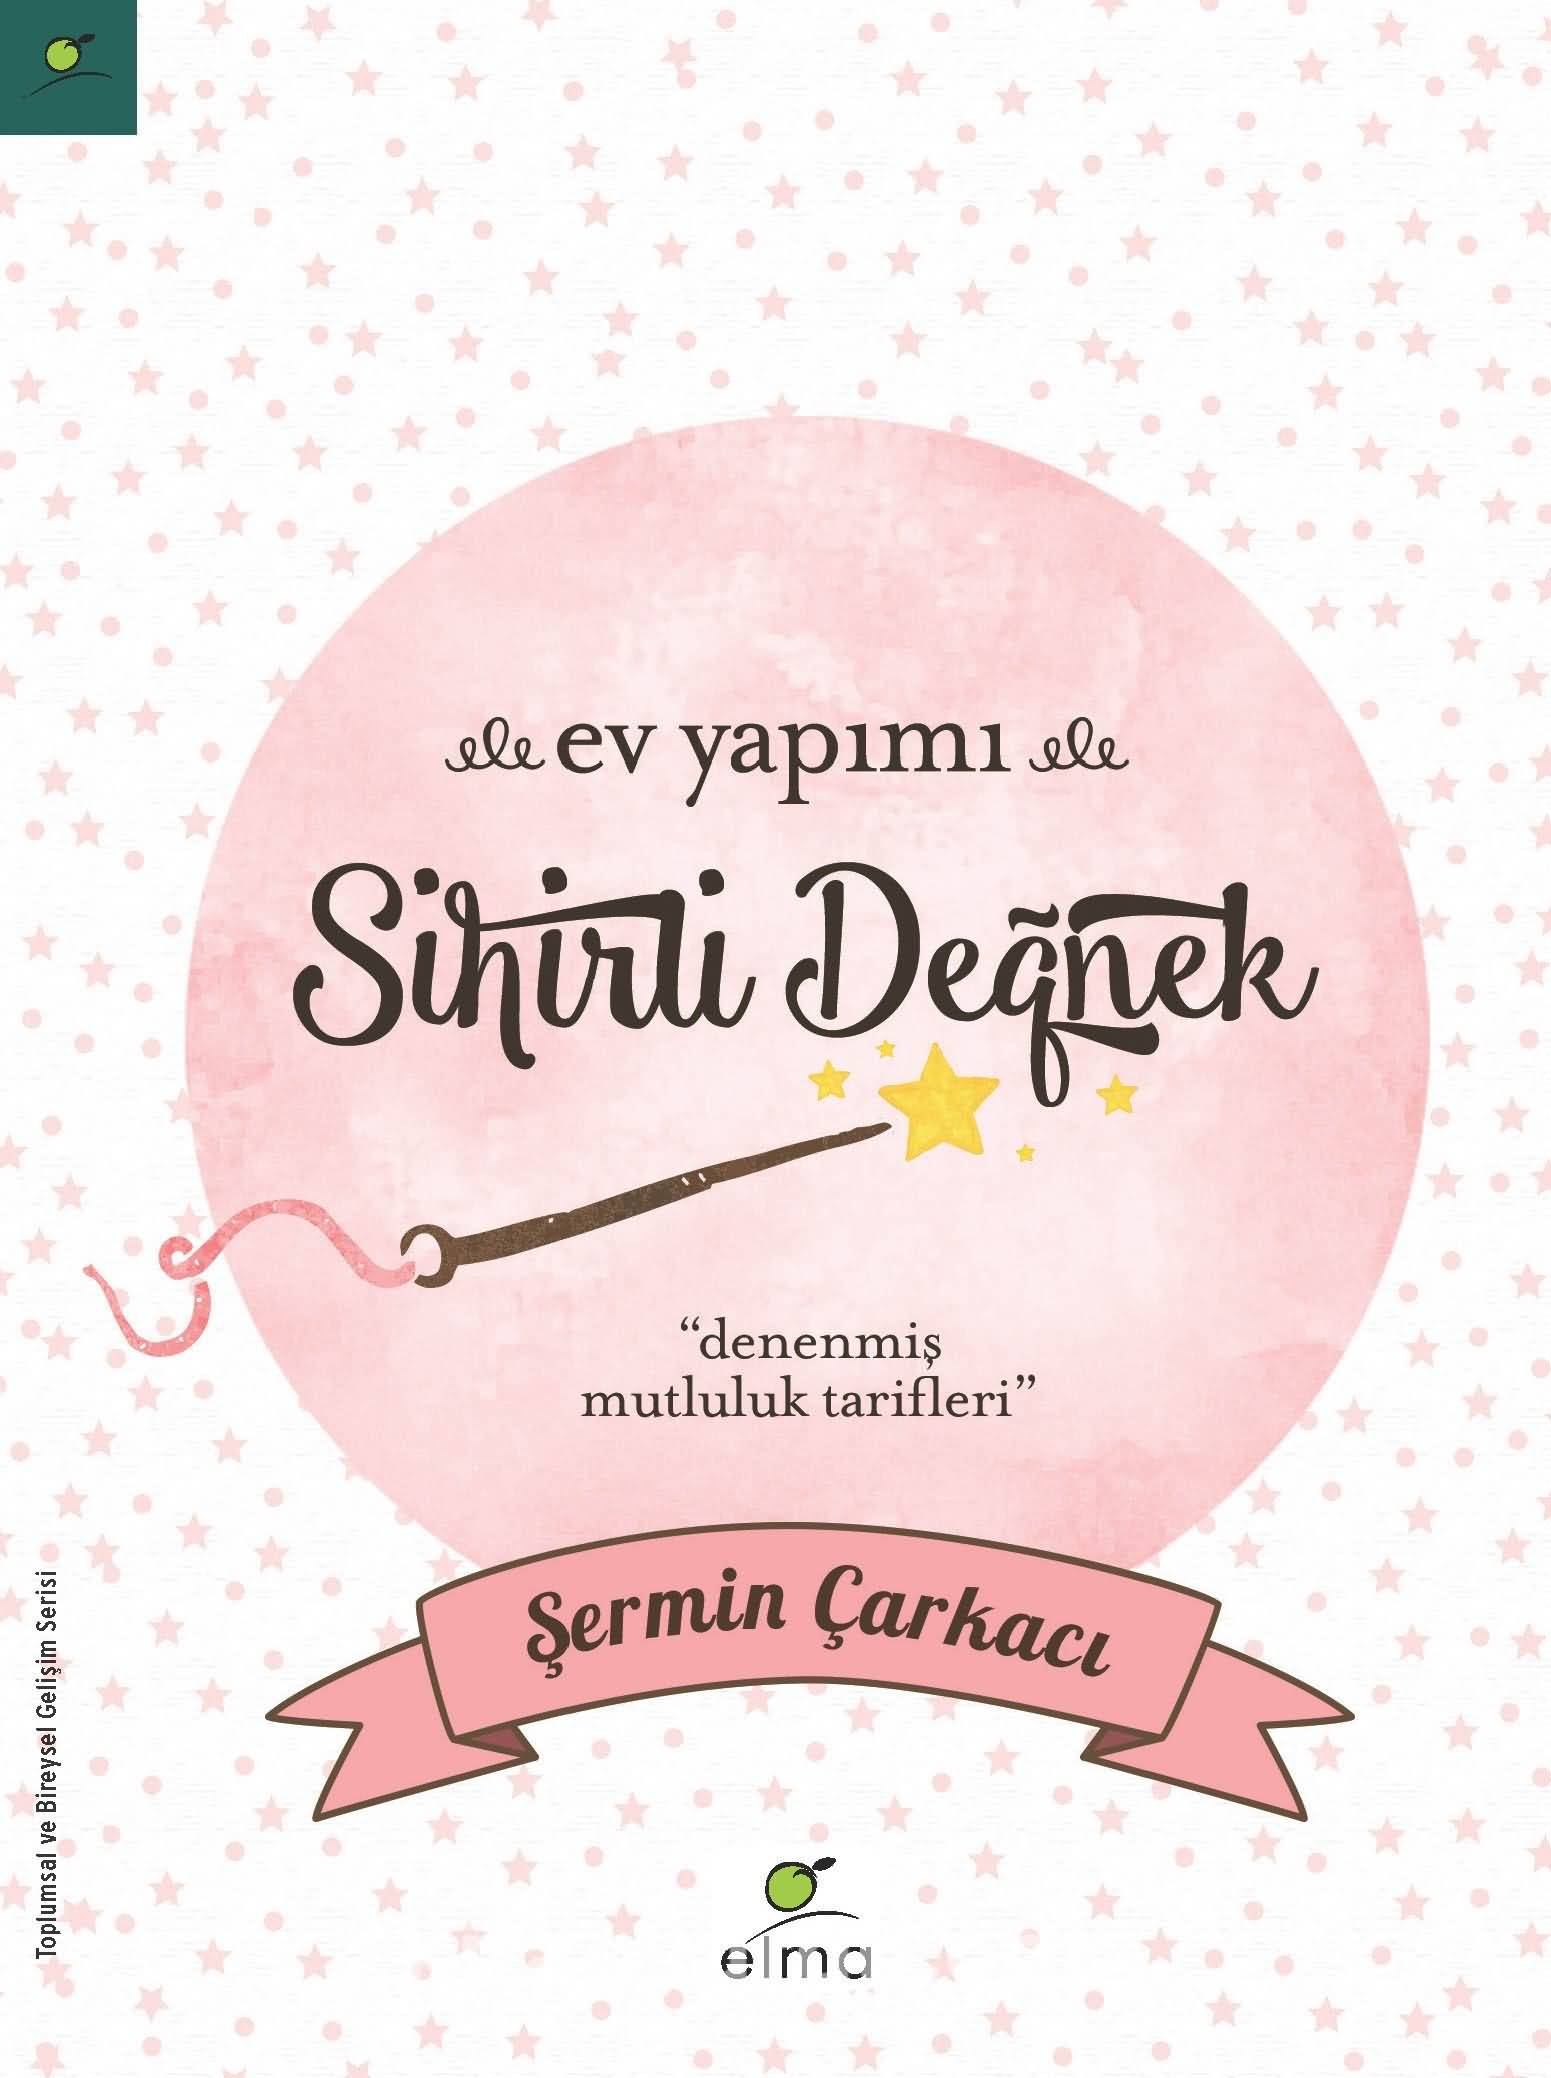 ev yapımı
Sihirli Değnek
“denenmiş
mutluluk tarifleri”
Şermin Çarkacı
Toplumsal ve Bireysel Gelişim Serisi
elma